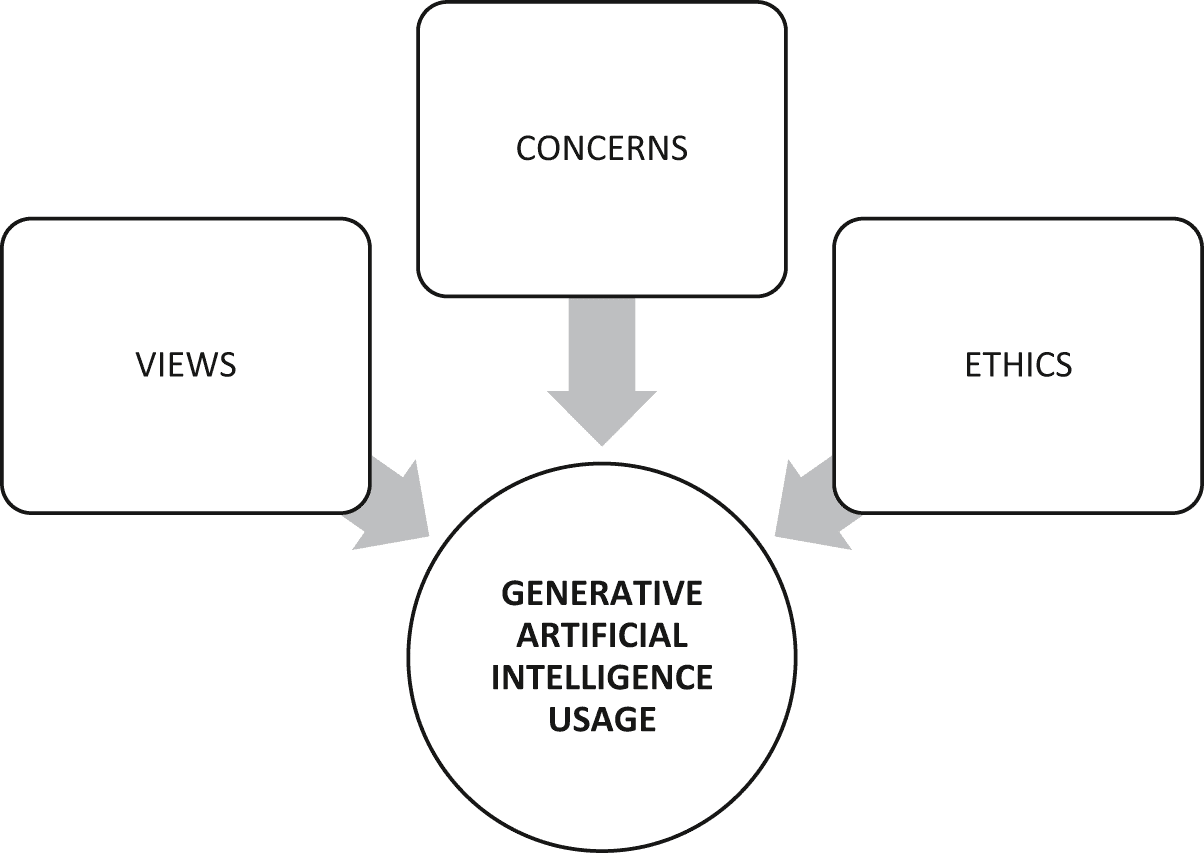 CONCERNS
VIEWS
ETHICS
GENERATIVE
ARTIFICIAL
INTELLIGENCE
USAGE